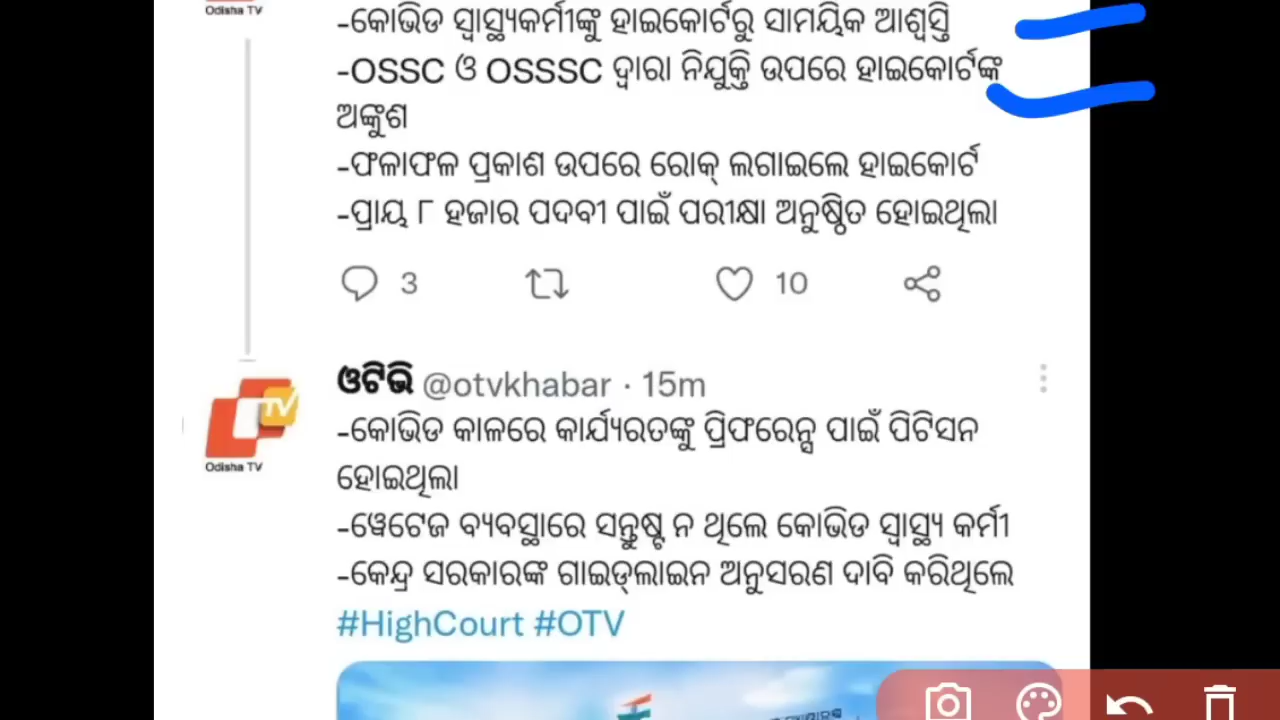 Odisha TV
-କୋଭିଡ ସ୍ୱାସ୍ଥ୍ୟକର୍ମୀଙ୍କୁ ହାଇକୋର୍ଟରୁ ସାମୟିକ ଆଶ୍ୱସ୍ତି
-OSSC ଓ OSSSC ଦ୍ୱାରା ନିଯୁକ୍ତି ଉପରେ ହାଇକୋର୍ଟଙ୍କ
ଅଙ୍କୁଶ
-ଫଳାଫଳ ପ୍ରକାଶ ଉପରେ ରୋକ୍ ଲଗାଇଲେ ହାଇକୋର୍ଟ
-ପ୍ରାୟ ୮ ହଜାର ପଦବୀ ପାଇଁ ପରୀକ୍ଷା ଅନୁଷ୍ଠିତ ହୋଇଥିଲା
3 10
ଓଟିଭି @otvkhabar · 15m
TV
Odisha TV
-କୋଭିଡ କାଳରେ କାର୍ଯ୍ୟରତଙ୍କୁ ପ୍ରିଫରେନ୍ସ ପାଇଁ ପିଟିସନ
ହୋଇଥିଲା
-ୱେଟେଜ ବ୍ୟବସ୍ଥାରେ ସନ୍ତୁଷ୍ଟ ନ ଥିଲେ କୋଭିଡ ସ୍ୱାସ୍ଥ୍ୟ କର୍ମୀ
-କେନ୍ଦ୍ର ସରକାରଙ୍କ ଗାଇଡ୍‌ଲାଇନ ଅନୁସରଣ ଦାବି କରିଥିଲେ
#HighCourt #OTV